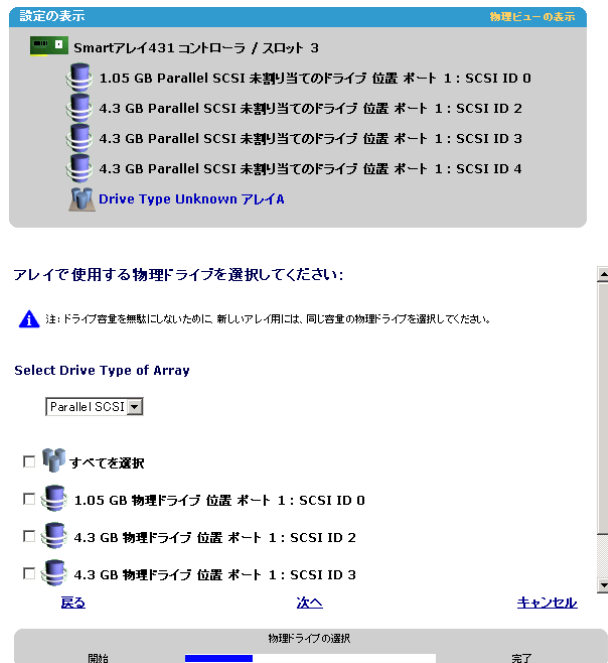 設定の表示 物理ビューの表示
Smartアレイ431 コントローラ / スロット 3
1.05 GB Parallel SCSI 未割り当てのドライブ 位置 ポート 1 : SCSI ID 0
4.3 GB Parallel SCSI 未割り当てのドライブ 位置 ポート 1 : SCSI ID 2
4.3 GB Parallel SCSI 未割り当てのドライブ 位置 ポート 1 : SCSI ID 3
4.3 GB Parallel SCSI 未割り当てのドライブ 位置 ポート 1 : SCSI ID 4
Drive Type Unknown アレイA
アレイで使用する物理ドライブを選択してください:
注: ドライブ容量を無駄にしないために、新しいアレイ用には、同じ容量の物理ドライブを選択してください。
Select Drive Type of Array
Parallel SCSI
すべてを選択
1.05 GB 物理ドライブ 位置 ポート 1 : SCSI ID 0
4.3 GB 物理ドライブ 位置 ポート 1 : SCSI ID 2
4.3 GB 物理ドライブ 位置 ポート 1 : SCSI ID 3
戻る 次へ キャンセル
物理ドライブの選択
開始 完了